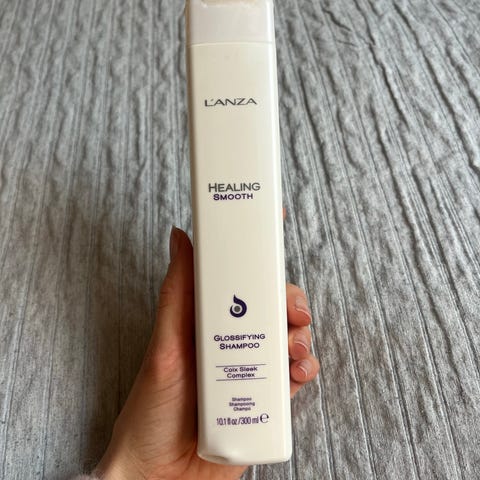 L'ANZA
HEALING
SMOOTH
GLOSSIFYING
SHAMPOO
Coix Sleek
Complex
Shampoo
Shampooing
Champú
10.1 fl oz/300 ml e